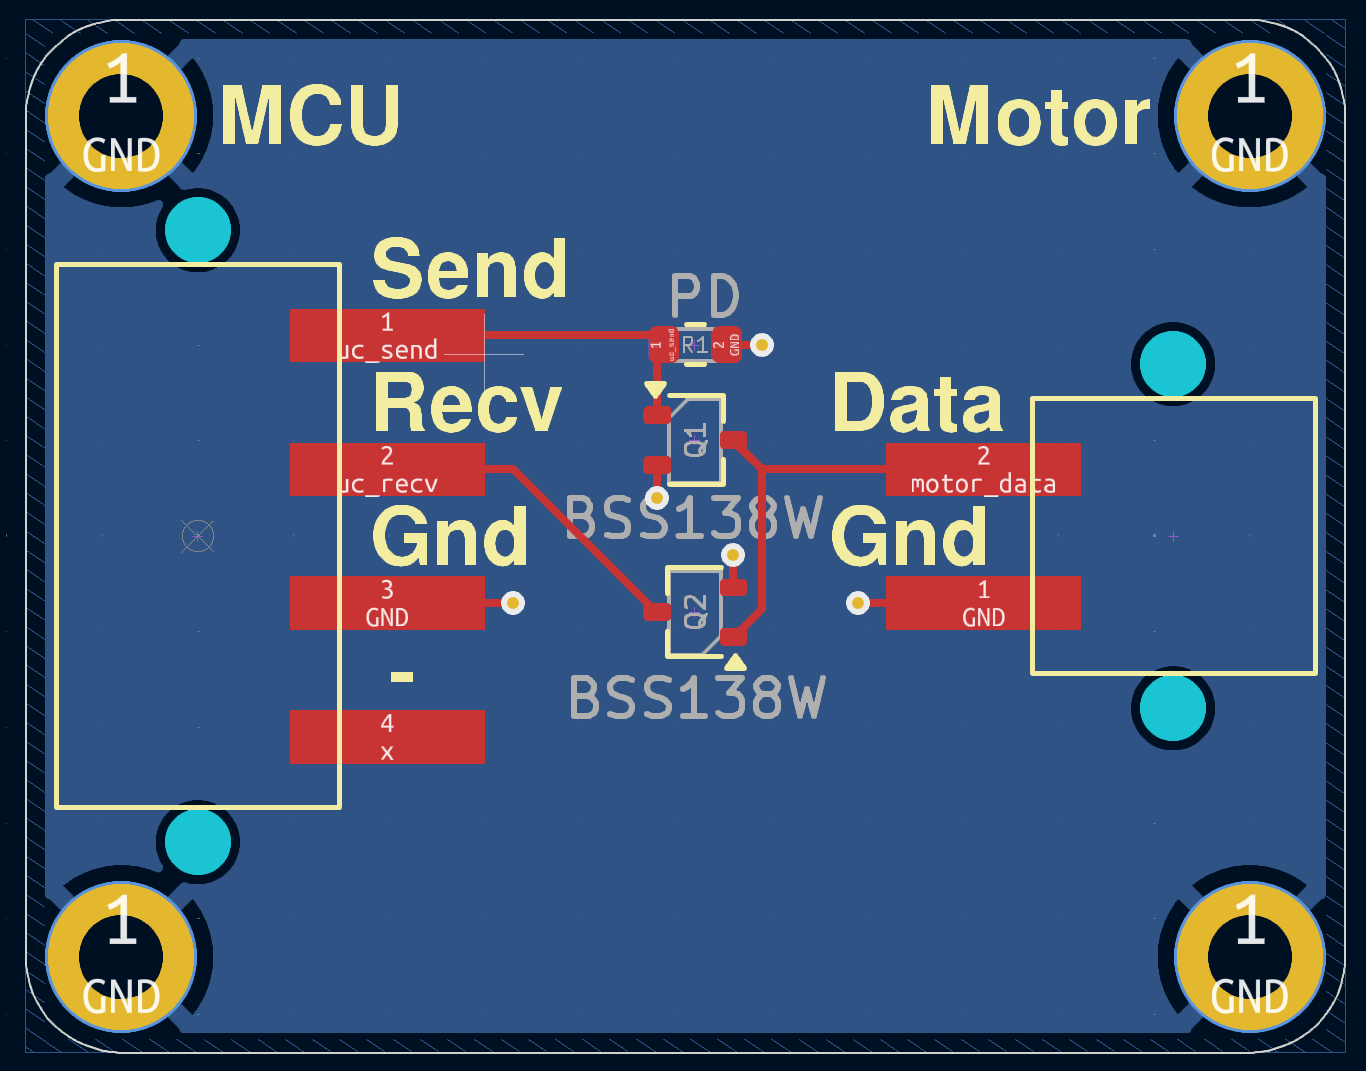 1
GND
MCU
Motor
1
GND
Send
1
uc_send
PD
1
uc_send
R1
2
GND
Recv
2
uc_recv
Q1
Data
2
motor_data
BSS138W
Gnd
3
GND
Q2
Gnd
1
GND
-
BSS138W
4
x
1
GND
1
GND